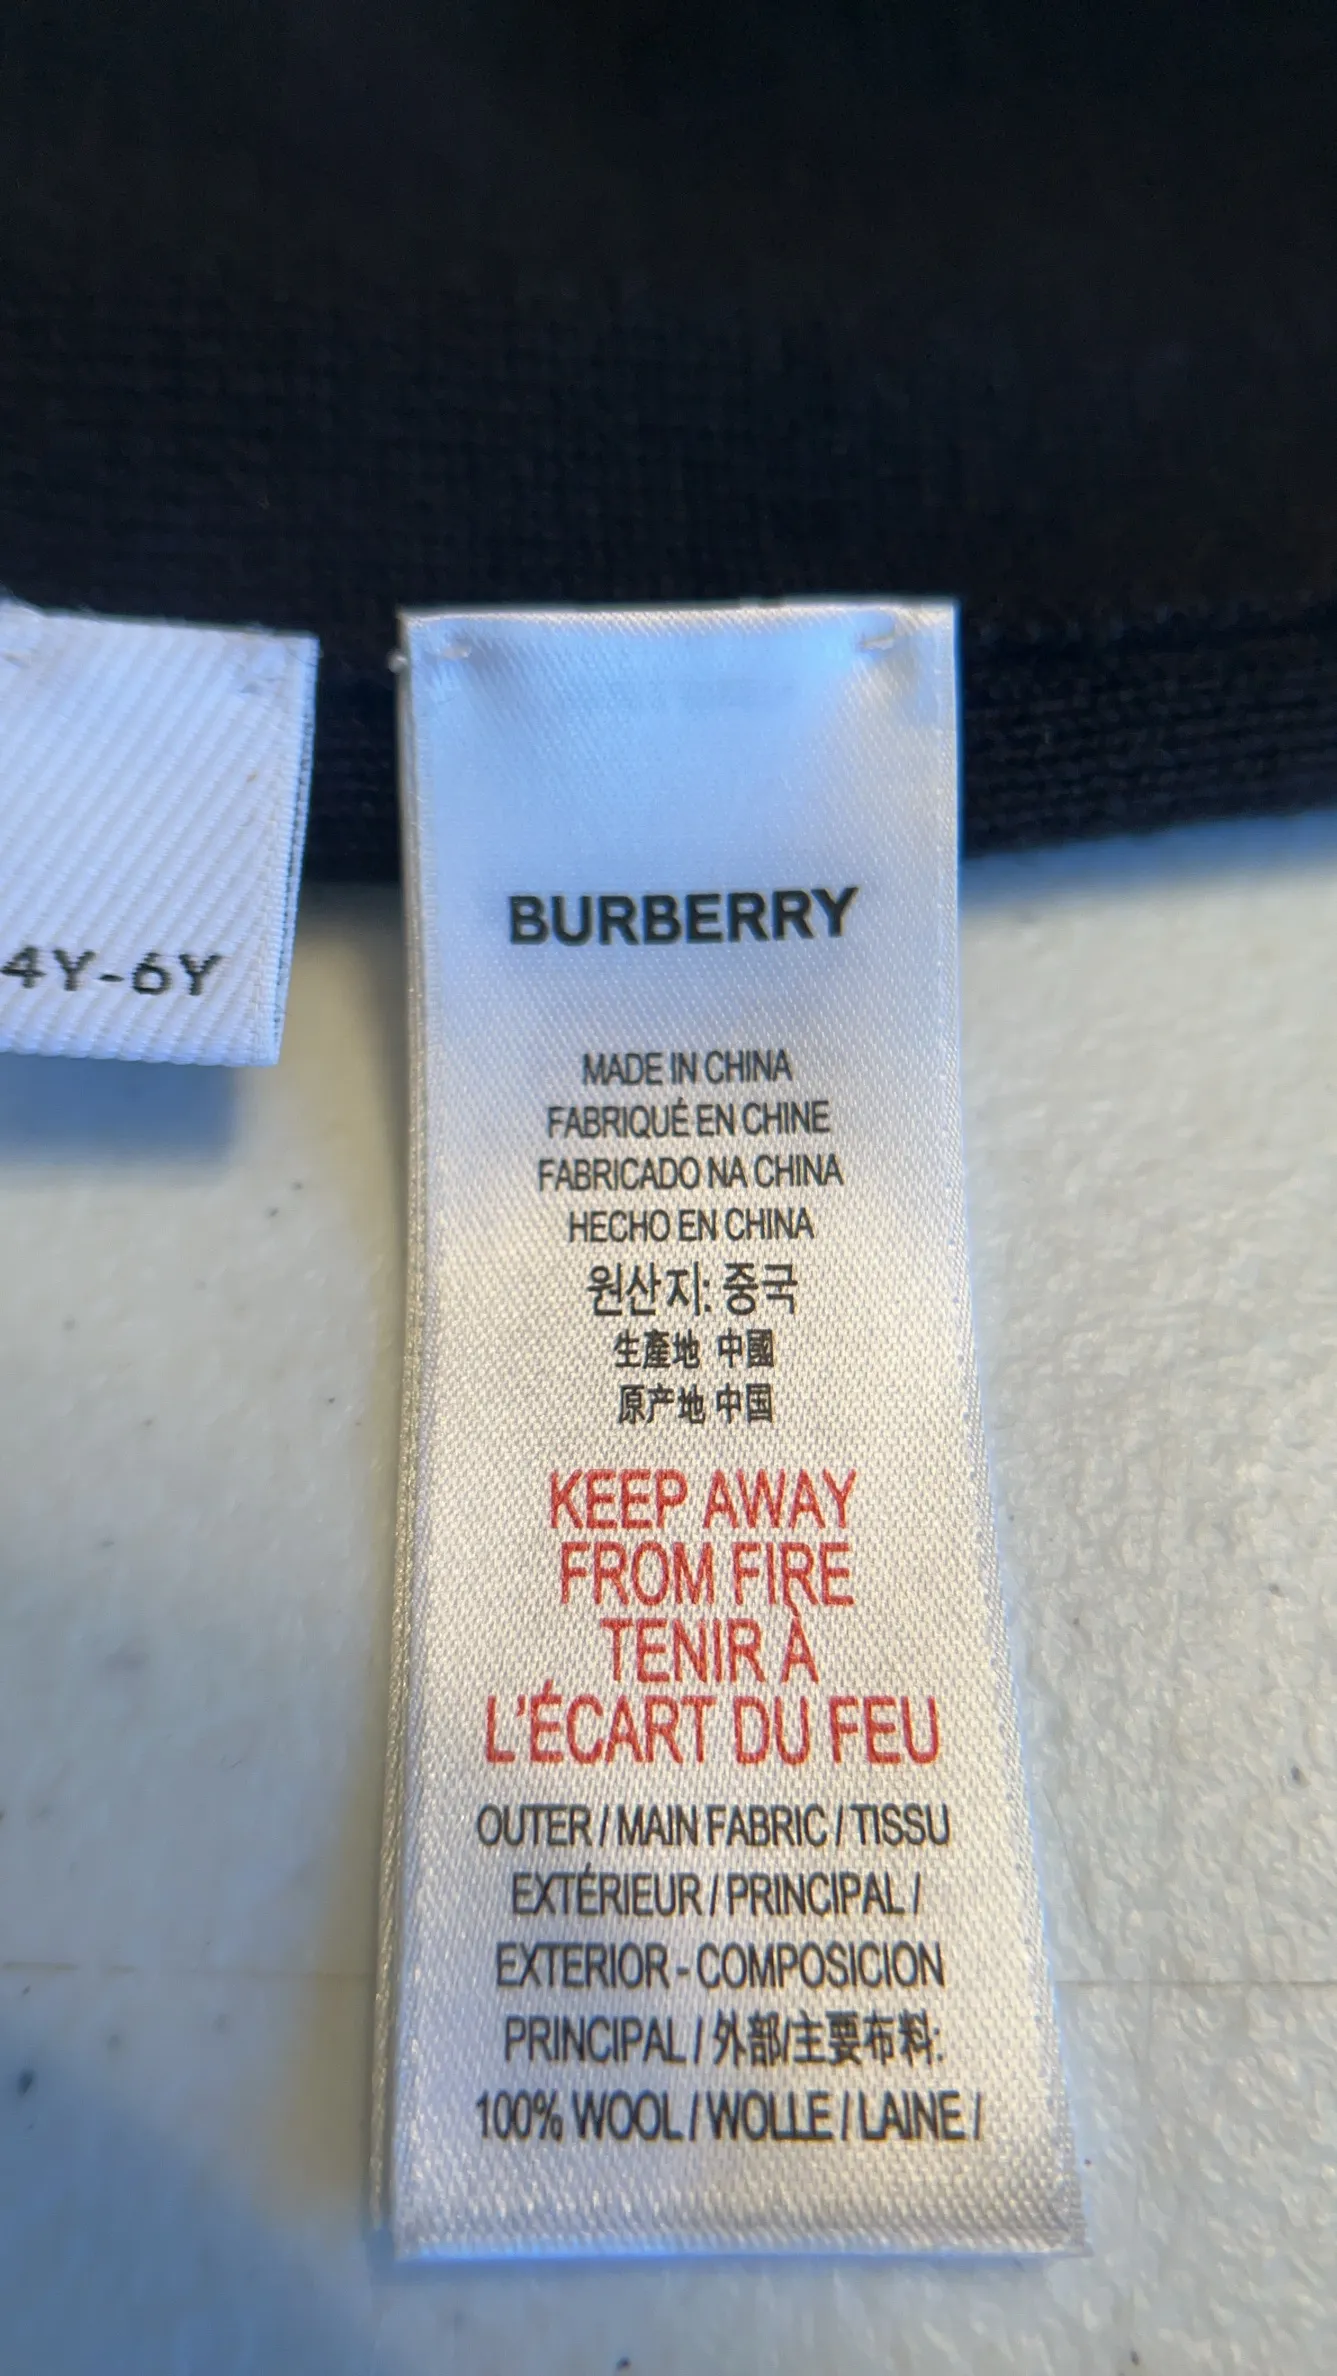 4Y-6Y
BURBERRY
MADE IN CHINA
FABRIQUÉ EN CHINE
FABRICADO NA CHINA
HECHO EN CHINA
원산지: 중국
生產地 中國
原产地 中国
KEEP AWAY
FROM FIRE
TENIR À
L'ÉCART DU FEU
OUTER / MAIN FABRIC / TISSU
EXTÉRIEUR / PRINCIPAL /
EXTERIOR - COMPOSICION
PRINCIPAL / 外部/主要布料:
100% WOOL / WOLLE / LAINE /